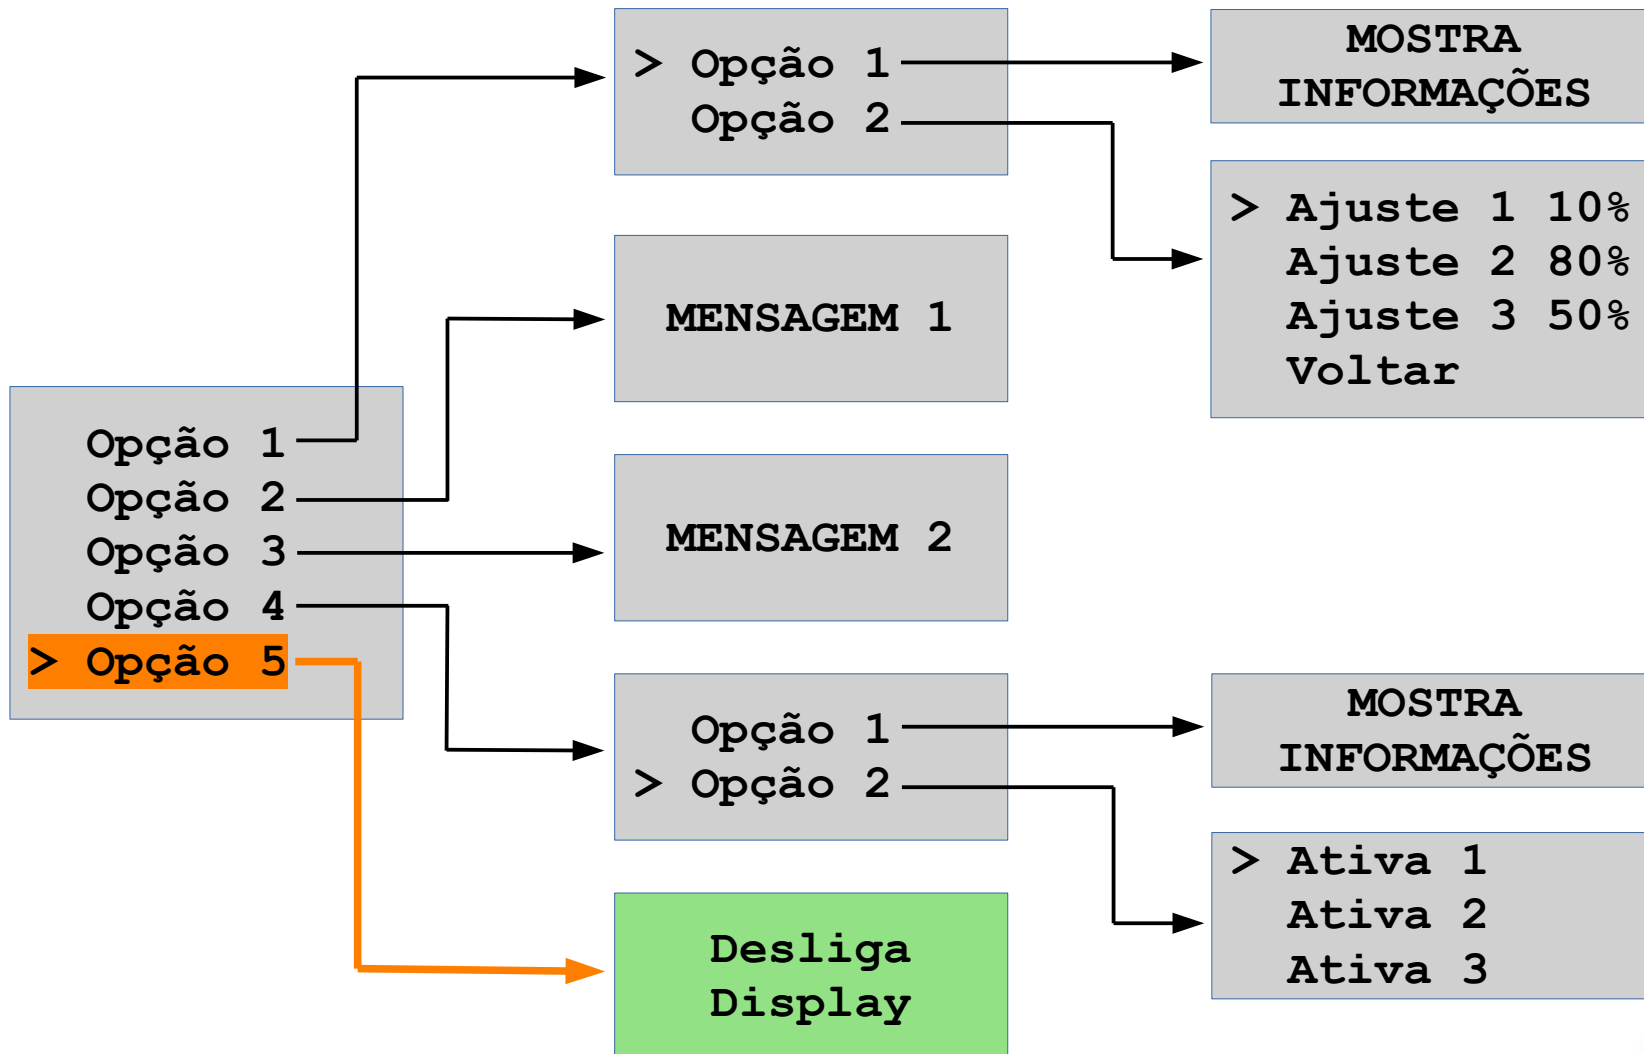 Opção 1
Opção 2
Opção 3
Opção 4
> Opção 5
> Opção 1
Opção 2
MENSAGEM 1
MENSAGEM 2
Opção 1
> Opção 2
Desliga
Display
MOSTRA
INFORMAÇÕES
> Ajuste 1 10%
Ajuste 2 80%
Ajuste 3 50%
Voltar
MOSTRA
INFORMAÇÕES
> Ativa 1
Ativa 2
Ativa 3